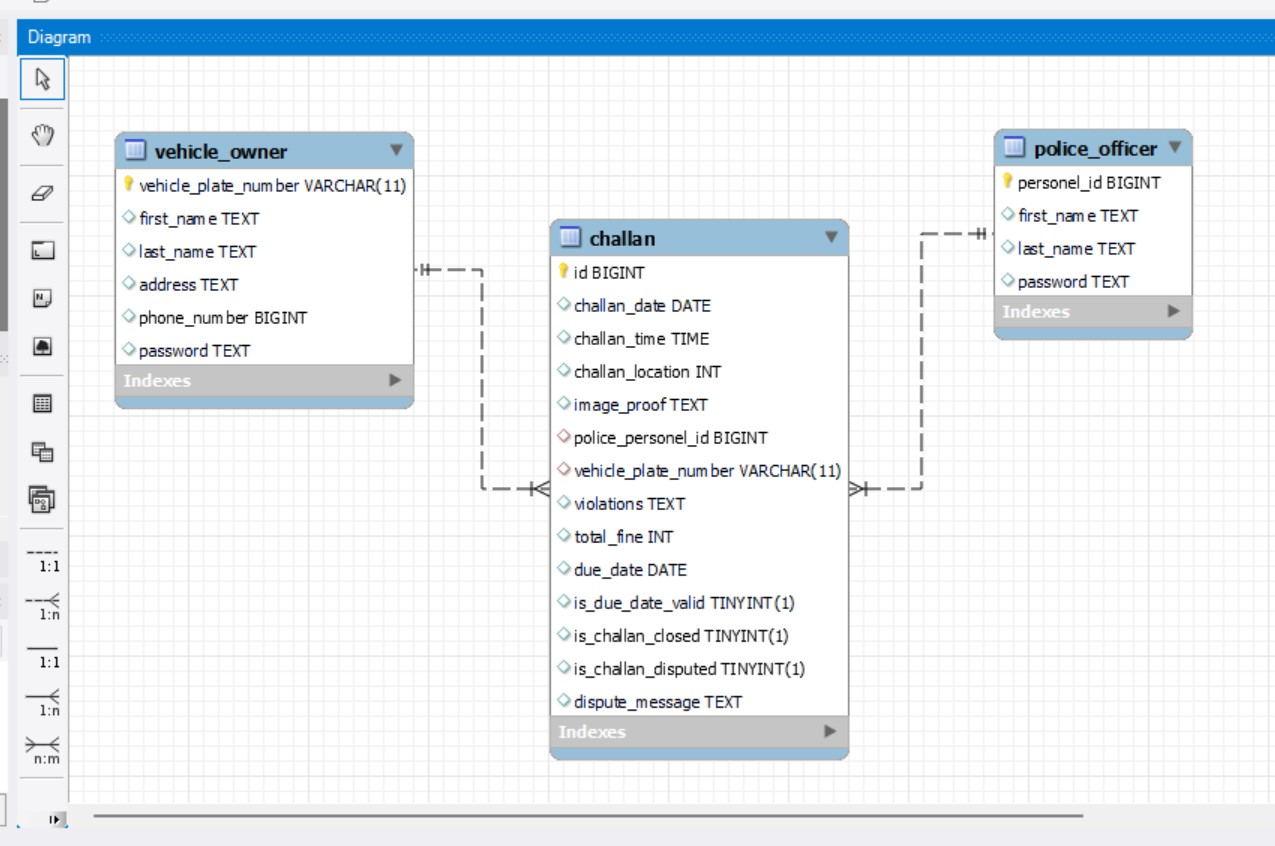 Diagram
vehicle_owner
vehicle_plate_number VARCHAR(11)
first_name TEXT
last_name TEXT
address TEXT
phone_number BIGINT
password TEXT
Indexes
challan
id BIGINT
challan_date DATE
challan_time TIME
challan_location INT
image_proof TEXT
police_personel_id BIGINT
vehicle_plate_number VARCHAR(11)
violations TEXT
total_fine INT
due_date DATE
is_due_date_valid TINYINT(1)
is_challan_closed TINYINT(1)
is_challan_disputed TINYINT(1)
dispute_message TEXT
Indexes
police_officer
personel_id BIGINT
first_name TEXT
last_name TEXT
password TEXT
Indexes
1:1
1:n
1:1
1:n
n:m